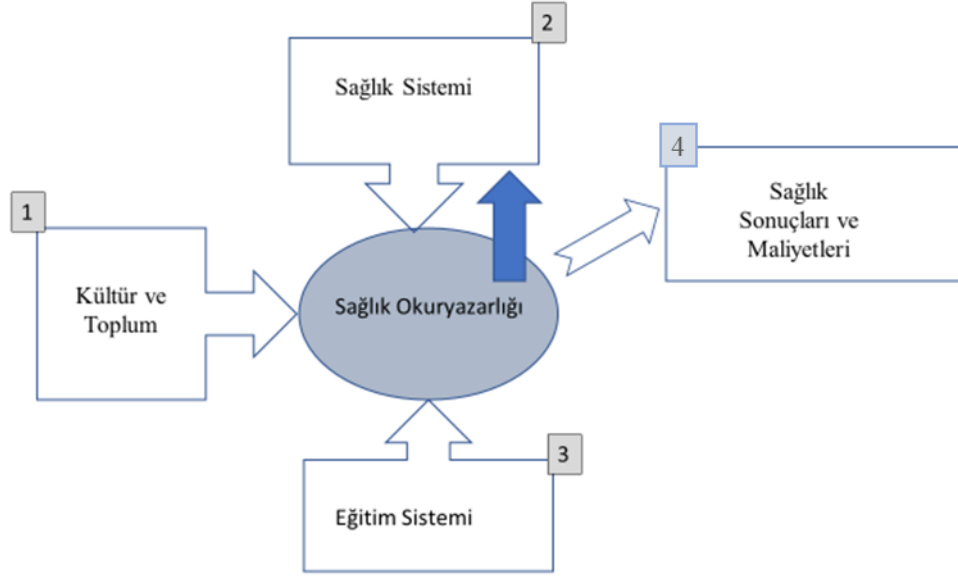 2
Sağlık Sistemi
4
Sağlık
Sonuçları ve
Maliyetleri
1
Kültür ve
Toplum
Sağlık Okuryazarlığı
3
Eğitim Sistemi